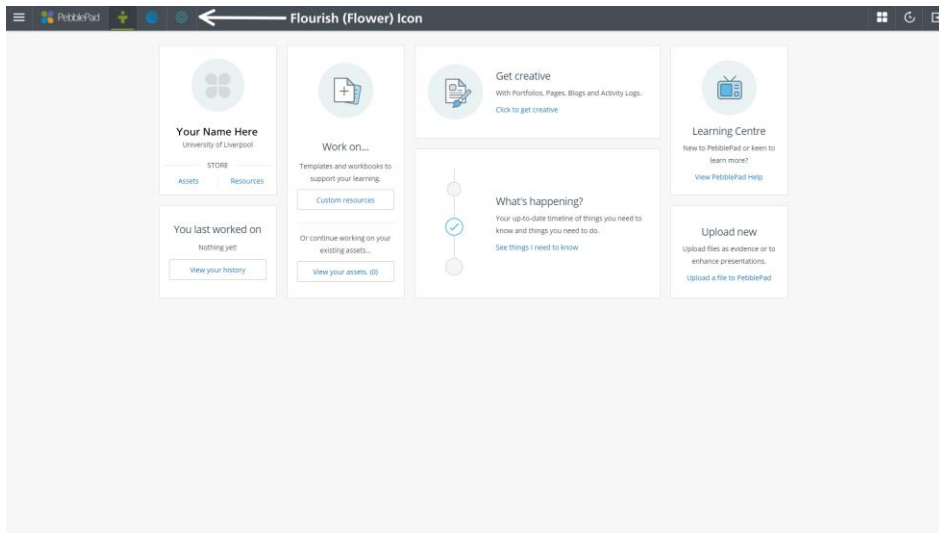 PebblePad
Flourish (Flower) Icon
Your Name Here
University of Liverpool
STORE
Assets
Resources
You last worked on
Nothing yet!
View your history
Work on...
Templates and workbooks to
support your learning.
Custom resources
Or continue working on your
existing assets...
View your assets. (0)
Get creative
With Portfolios, Pages, Blogs and Activity Logs.
Click to get creative
What's happening?
Your up-to-date timeline of things you need to
know and things you need to do.
See things I need to know
Learning Centre
New to PebblePad or keen to
learn more?
View PebblePad Help
Upload new
Upload files as evidence or to
enhance presentations.
Upload a file to PebblePad